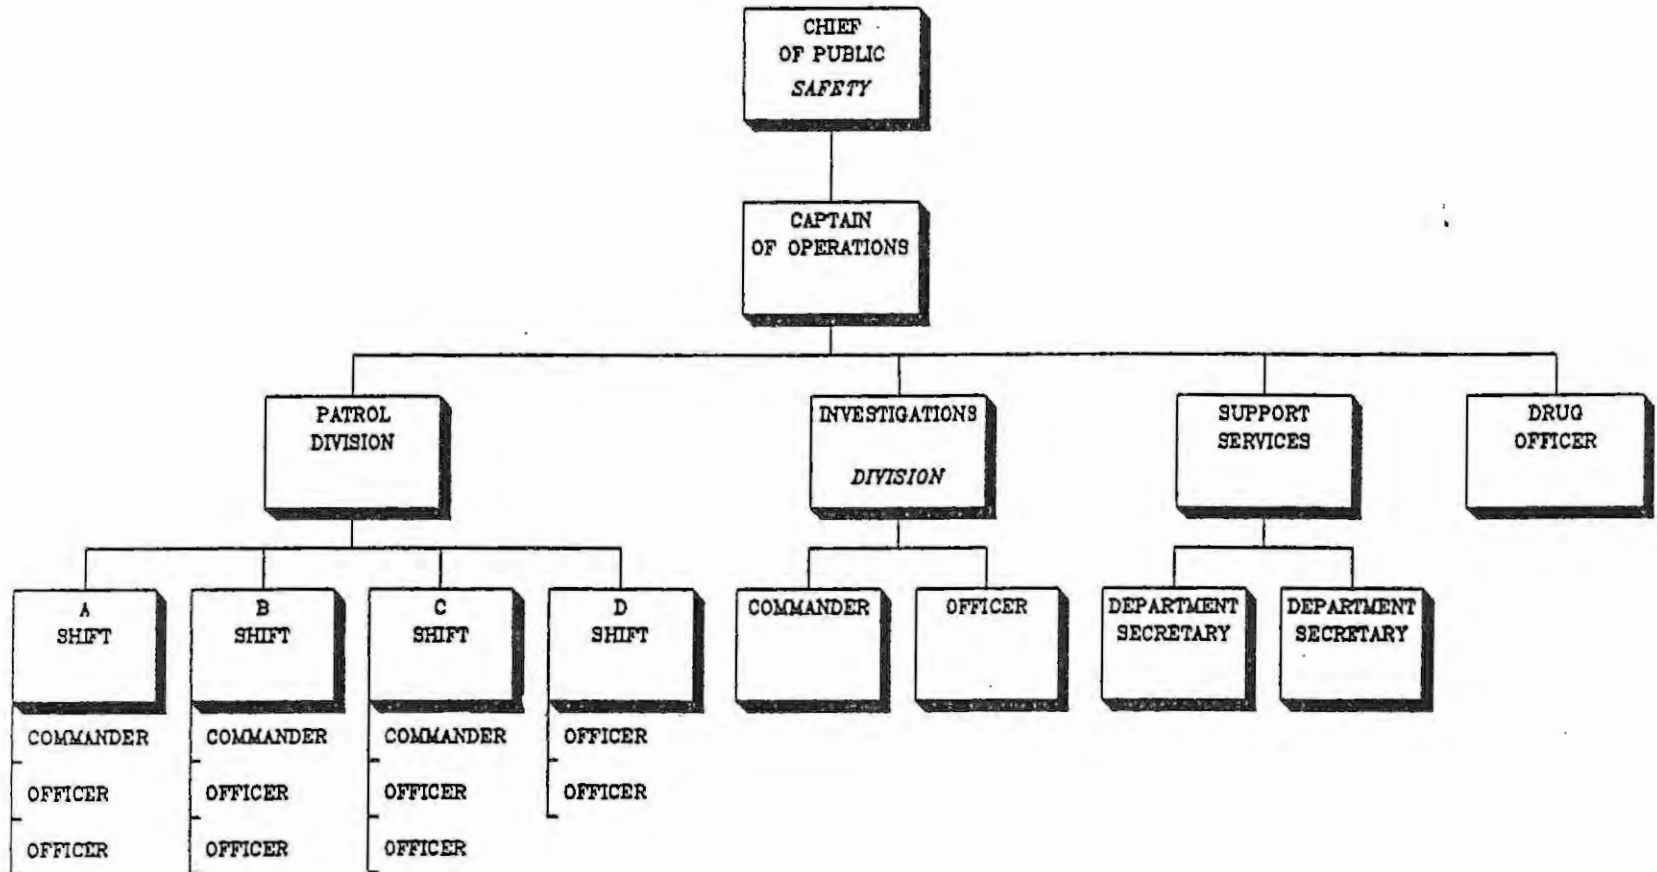 CHIEF
OF PUBLIC
SAFETY
CAPTAIN
OF OPERATIONS
PATROL
DIVISION
INVESTIGATIONS
DIVISION
SUPPORT
SERVICES
DRUG
OFFICER
A
SHIFT
COMMANDER
OFFICER
OFFICER
B
SHIFT
COMMANDER
OFFICER
OFFICER
C
SHIFT
COMMANDER
OFFICER
OFFICER
D
SHIFT
OFFICER
OFFICER
COMMANDER
OFFICER
DEPARTMENT
SECRETARY
DEPARTMENT
SECRETARY